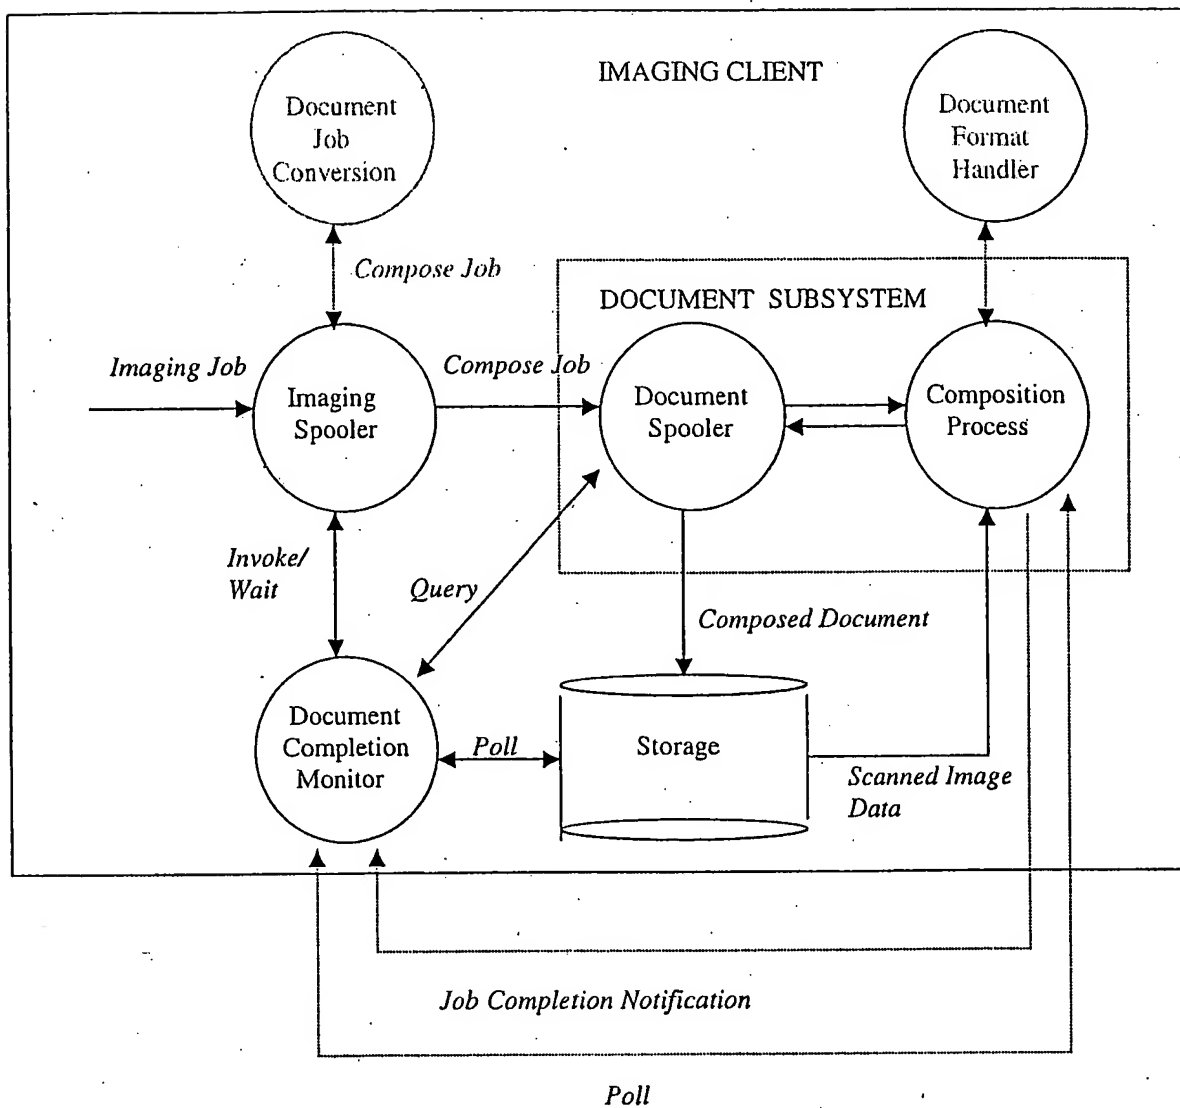 IMAGING CLIENT
Document
Job
Conversion
Document
Format
Handler
Compose Job
DOCUMENT SUBSYSTEM
Imaging Job
Imaging
Spooler
Compose Job
Document
Spooler
Composition
Process
Invoke/
Wait
Query
Composed Document
Document
Completion
Monitor
Poll
Storage
Scanned Image
Data
Job Completion Notification
Poll